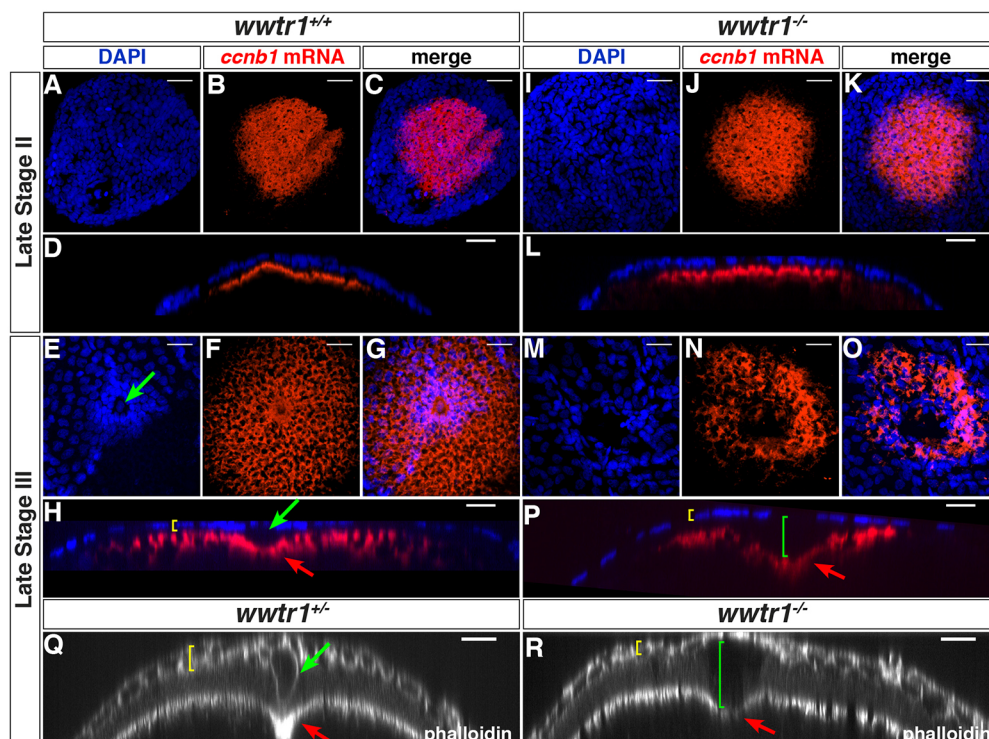 wwtr1+/+ wwtr1-/-
DAPI ccnb1 mRNA merge DAPI ccnb1 mRNA merge
Late Stage II
A B C I J K
D L
Late Stage III
E F G M N O
H P
wwtr1+/- wwtr1-/-
Q R
phalloidin phalloidin